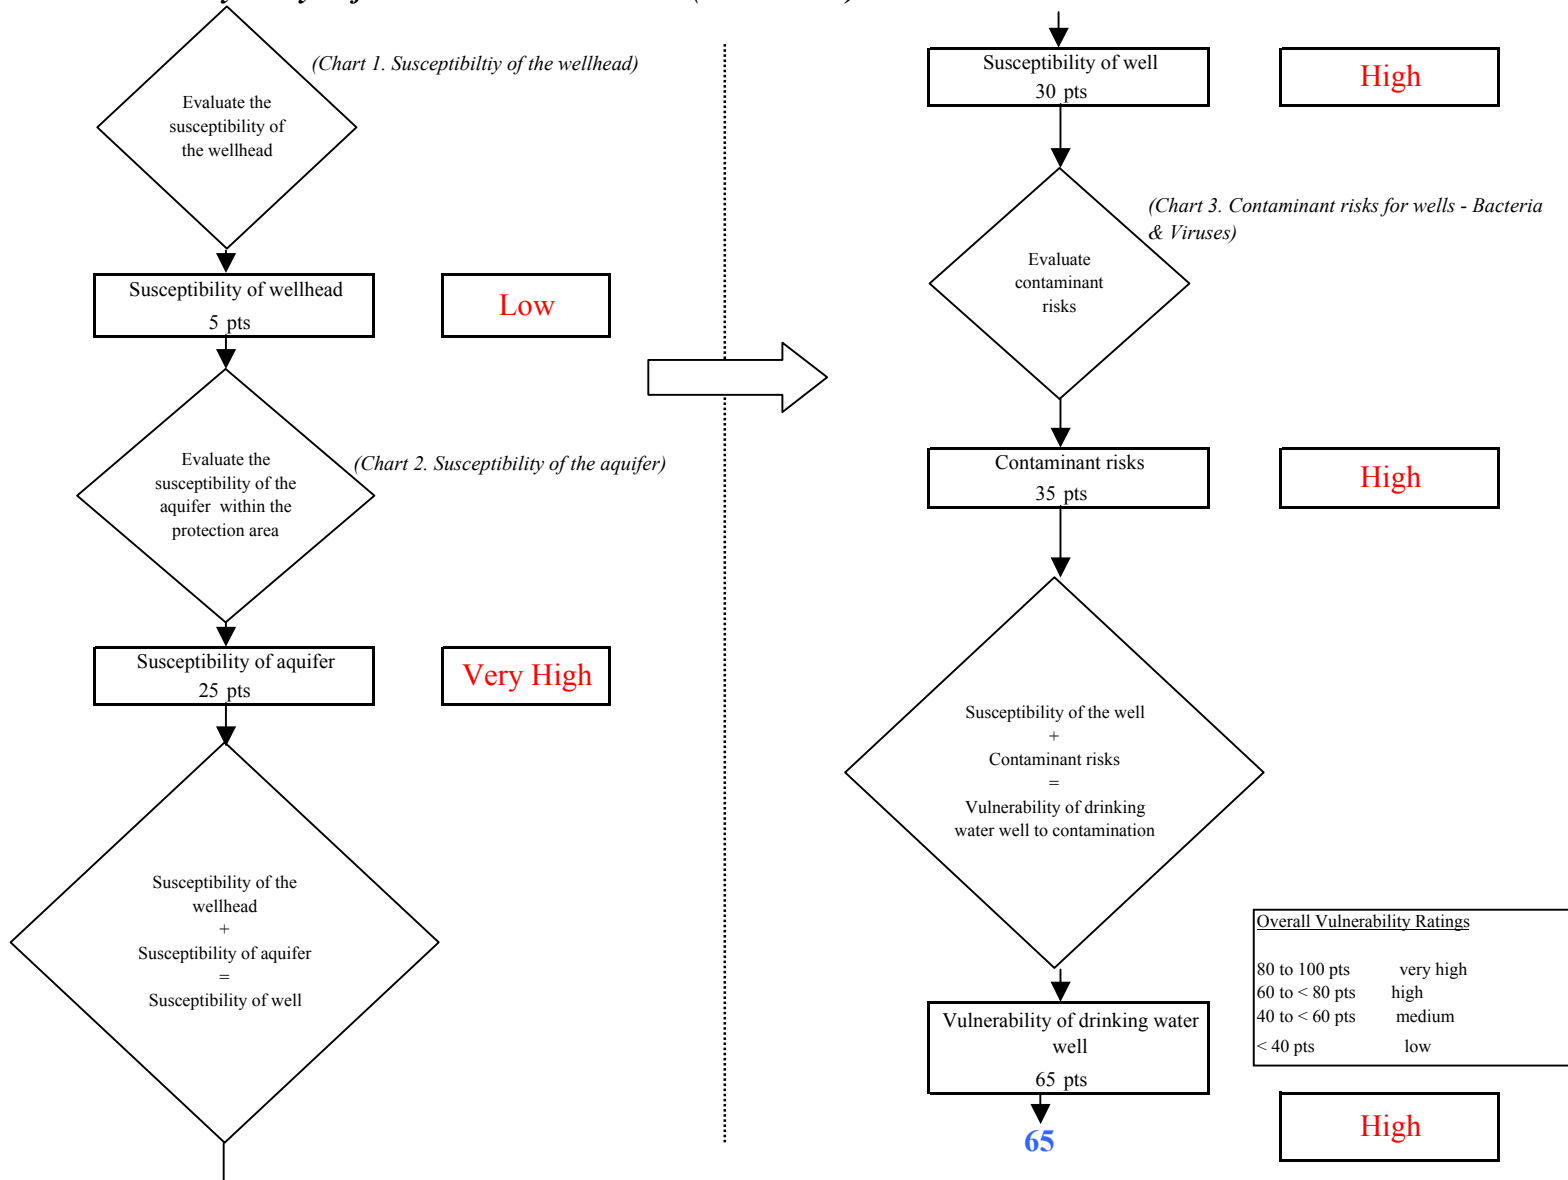 (Chart 1. Susceptibiltiy of the wellhead)
Evaluate the
susceptibility of
the wellhead
Susceptibility of wellhead
5 pts
Low
Evaluate the
susceptibility of the
aquifer within the
protection area
(Chart 2. Susceptibility of the aquifer)
Susceptibility of aquifer
25 pts
Very High
Susceptibility of the
wellhead
+
Susceptibility of aquifer
=
Susceptibility of well
Susceptibility of well
30 pts
High
(Chart 3. Contaminant risks for wells - Bacteria
& Viruses)
Evaluate
contaminant
risks
Contaminant risks
35 pts
High
Susceptibility of the well
+
Contaminant risks
=
Vulnerability of drinking
water well to contamination
Overall Vulnerability Ratings
80 to 100 pts very high
60 to < 80 pts high
40 to < 60 pts medium
< 40 pts low
Vulnerability of drinking water
well
65 pts
65
High